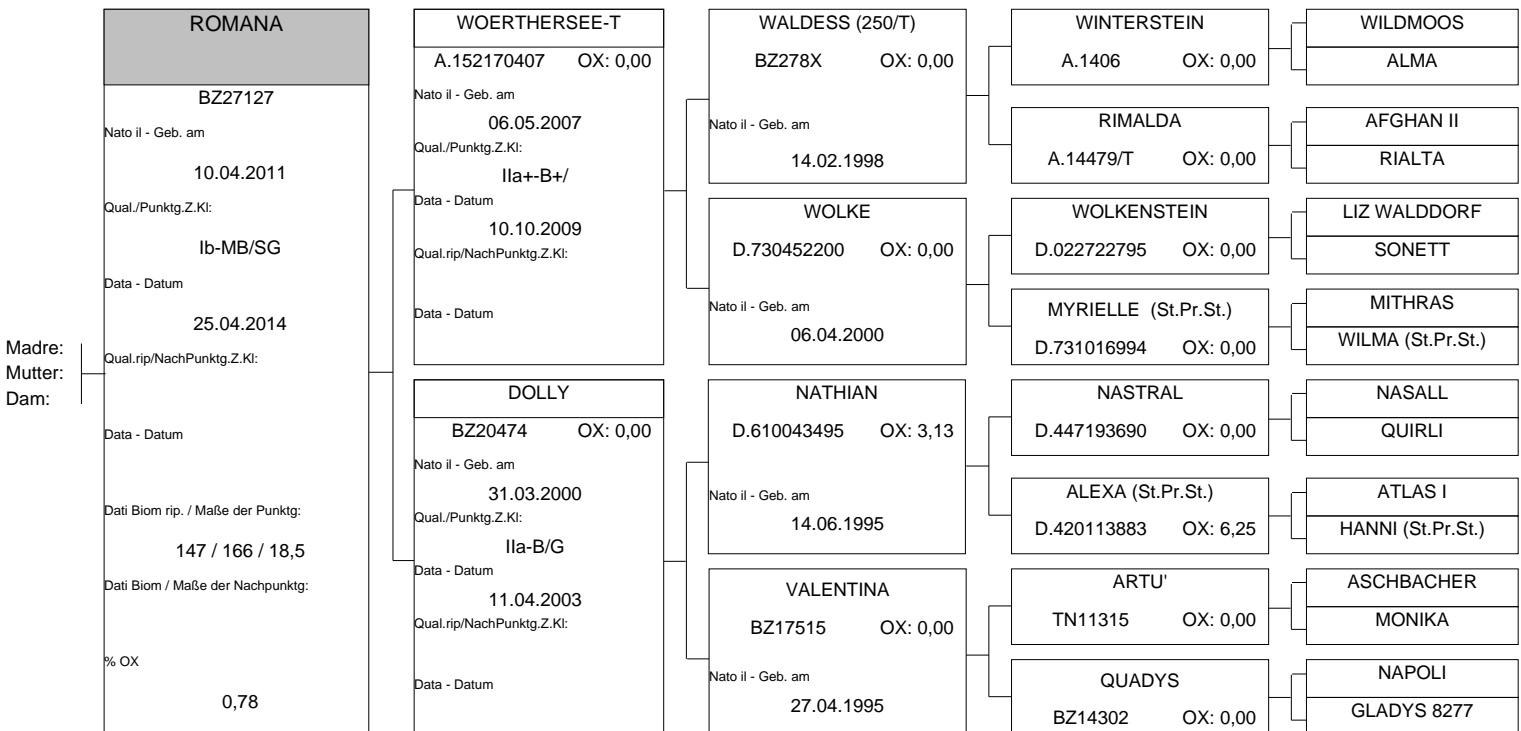 Madre:
Mutter:
Dam:
ROMANA
BZ27127
Nato il - Geb. am
10.04.2011
Qual./Punktg.Z.Kl:
Ib-MB/SG
Data - Datum
25.04.2014
Qual.rip/NachPunktg.Z.Kl:
Data - Datum
Dati Biom rip. / Maße der Punktg:
147 / 166 / 18,5
Dati Biom / Maße der Nachpunktg:
% OX
0,78
WOERTHERSEE-T
A.152170407 OX: 0,00
Nato il - Geb. am
06.05.2007
Qual./Punktg.Z.Kl:
IIa+-B+/
Data - Datum
10.10.2009
Qual.rip/NachPunktg.Z.Kl:
Data - Datum
DOLLY
BZ20474 OX: 0,00
Nato il - Geb. am
31.03.2000
Qual./Punktg.Z.Kl:
IIa-B/G
Data - Datum
11.04.2003
Qual.rip/NachPunktg.Z.Kl:
Data - Datum
WALDESS (250/T)
BZ278X OX: 0,00
Nato il - Geb. am
14.02.1998
WOLKE
D.730452200 OX: 0,00
Nato il - Geb. am
06.04.2000
NATHIAN
D.610043495 OX: 3,13
Nato il - Geb. am
14.06.1995
VALENTINA
BZ17515 OX: 0,00
Nato il - Geb. am
27.04.1995
WINTERSTEIN
A.1406 OX: 0,00
RIMALDA
A.14479/T OX: 0,00
WOLKENSTEIN
D.022722795 OX: 0,00
MYRIELLE (St.Pr.St.)
D.731016994 OX: 0,00
NASTRAL
D.447193690 OX: 0,00
ALEXA (St.Pr.St.)
D.420113883 OX: 6,25
ARTU'
TN11315 OX: 0,00
QUADYS
BZ14302 OX: 0,00
WILDMOOS
ALMA
AFGHAN II
RIALTA
LIZ WALDDORF
SONETT
MITHRAS
WILMA (St.Pr.St.)
NASALL
QUIRLI
ATLAS I
HANNI (St.Pr.St.)
ASCHBACHER
MONIKA
NAPOLI
GLADYS 8277